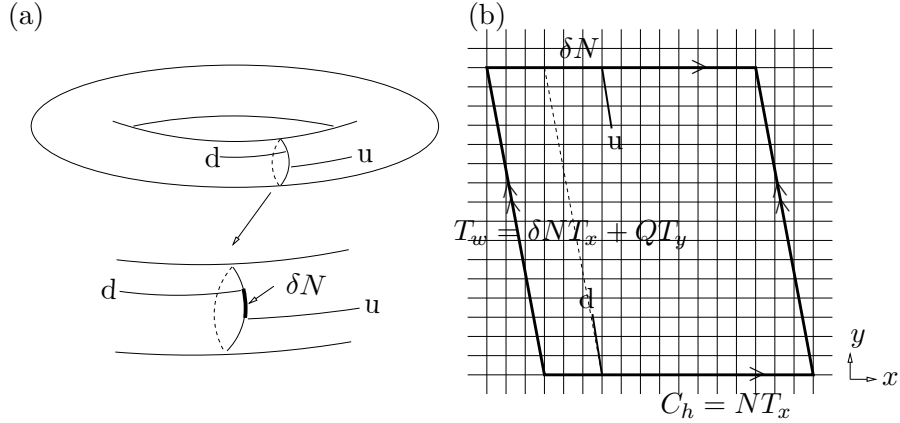 (a)
d
u
d
δN
u
(b)
δN
u
T_w = δNT_x + QT_y
d
y
x
C_h = NT_x